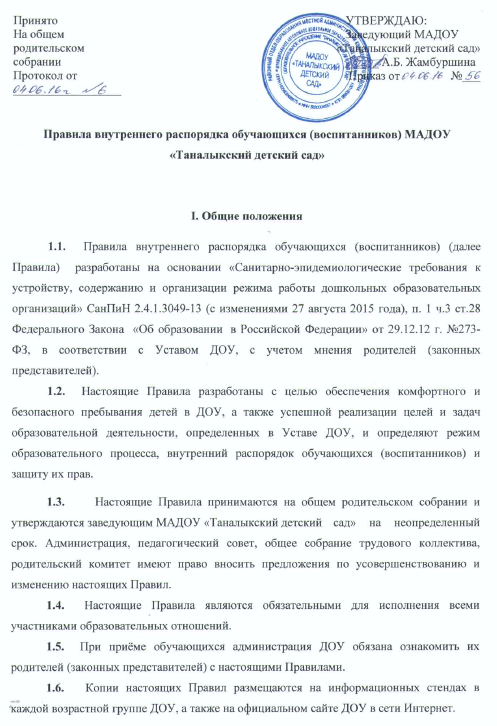 Принято
На общем
родительском
собрании
Протокол от
04.06.16г №6
УТВЕРЖДАЮ:
Заведующий МАДОУ
«Таналыкский детский сад»
А.Б. Жамбуршина
Приказ от 04.06.16 № 56
МАДОУ
«ТАНАЛЫКСКИЙ
ДЕТСКИЙ
САД»
Правила внутреннего распорядка обучающихся (воспитанников) МАДОУ
«Таналыкский детский сад»
I. Общие положения
1.1. Правила внутреннего распорядка обучающихся (воспитанников) (далее
Правила) разработаны на основании «Санитарно-эпидемиологические требования к
устройству, содержанию и организации режима работы дошкольных образовательных
организаций» СанПиН 2.4.1.3049-13 (с изменениями 27 августа 2015 года), п. 1 ч.3 ст.28
Федерального Закона «Об образовании в Российской Федерации» от 29.12.12 г. №273-
ФЗ, в соответствии с Уставом ДОУ, с учетом мнения родителей (законных
представителей).
1.2. Настоящие Правила разработаны с целью обеспечения комфортного и
безопасного пребывания детей в ДОУ, а также успешной реализации целей и задач
образовательной деятельности, определенных в Уставе ДОУ, и определяют режим
образовательного процесса, внутренний распорядок обучающихся (воспитанников) и
защиту их прав.
1.3. Настоящие Правила принимаются на общем родительском собрании и
утверждаются заведующим МАДОУ «Таналыкский детский сад» на неопределенный
срок. Администрация, педагогический совет, общее собрание трудового коллектива,
родительский комитет имеют право вносить предложения по усовершенствованию и
изменению настоящих Правил.
1.4. Настоящие Правила являются обязательными для исполнения всеми
участниками образовательных отношений.
1.5. При приёме обучающихся администрация ДОУ обязана ознакомить их
родителей (законных представителей) с настоящими Правилами.
1.6. Копии настоящих Правил размещаются на информационных стендах в
каждой возрастной группе ДОУ, а также на официальном сайте ДОУ в сети Интернет.